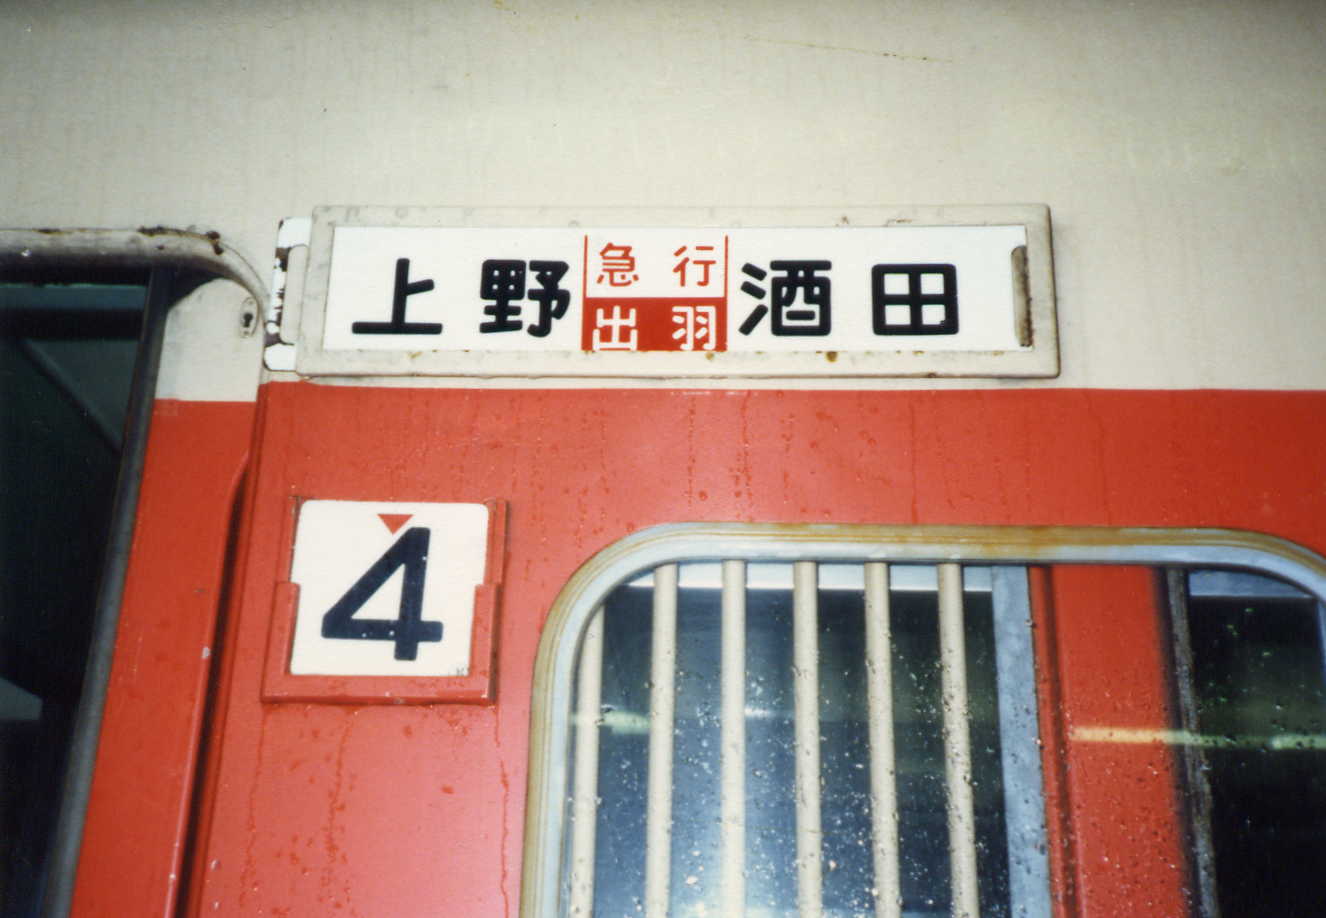 上野 急行 酒田
出羽
4